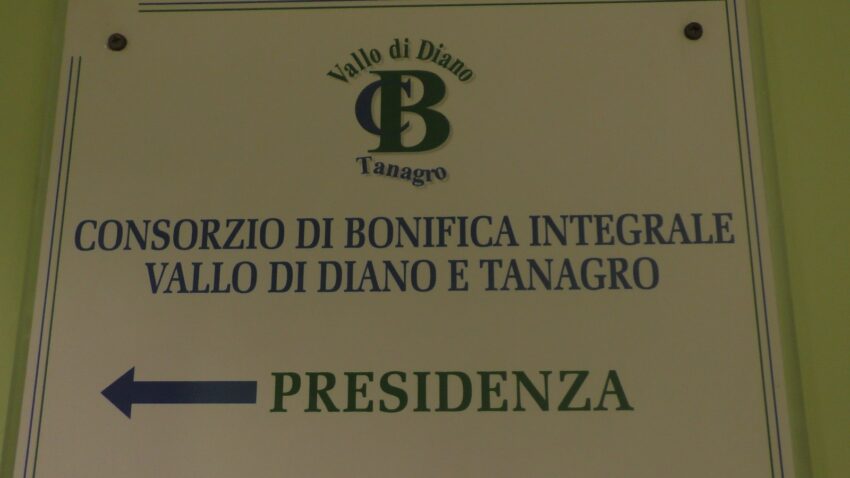 Vallo di Diano
CB
Tanagro
CONSORZIO DI BONIFICA INTEGRALE
VALLO DI DIANO E TANAGRO
PRESIDENZA